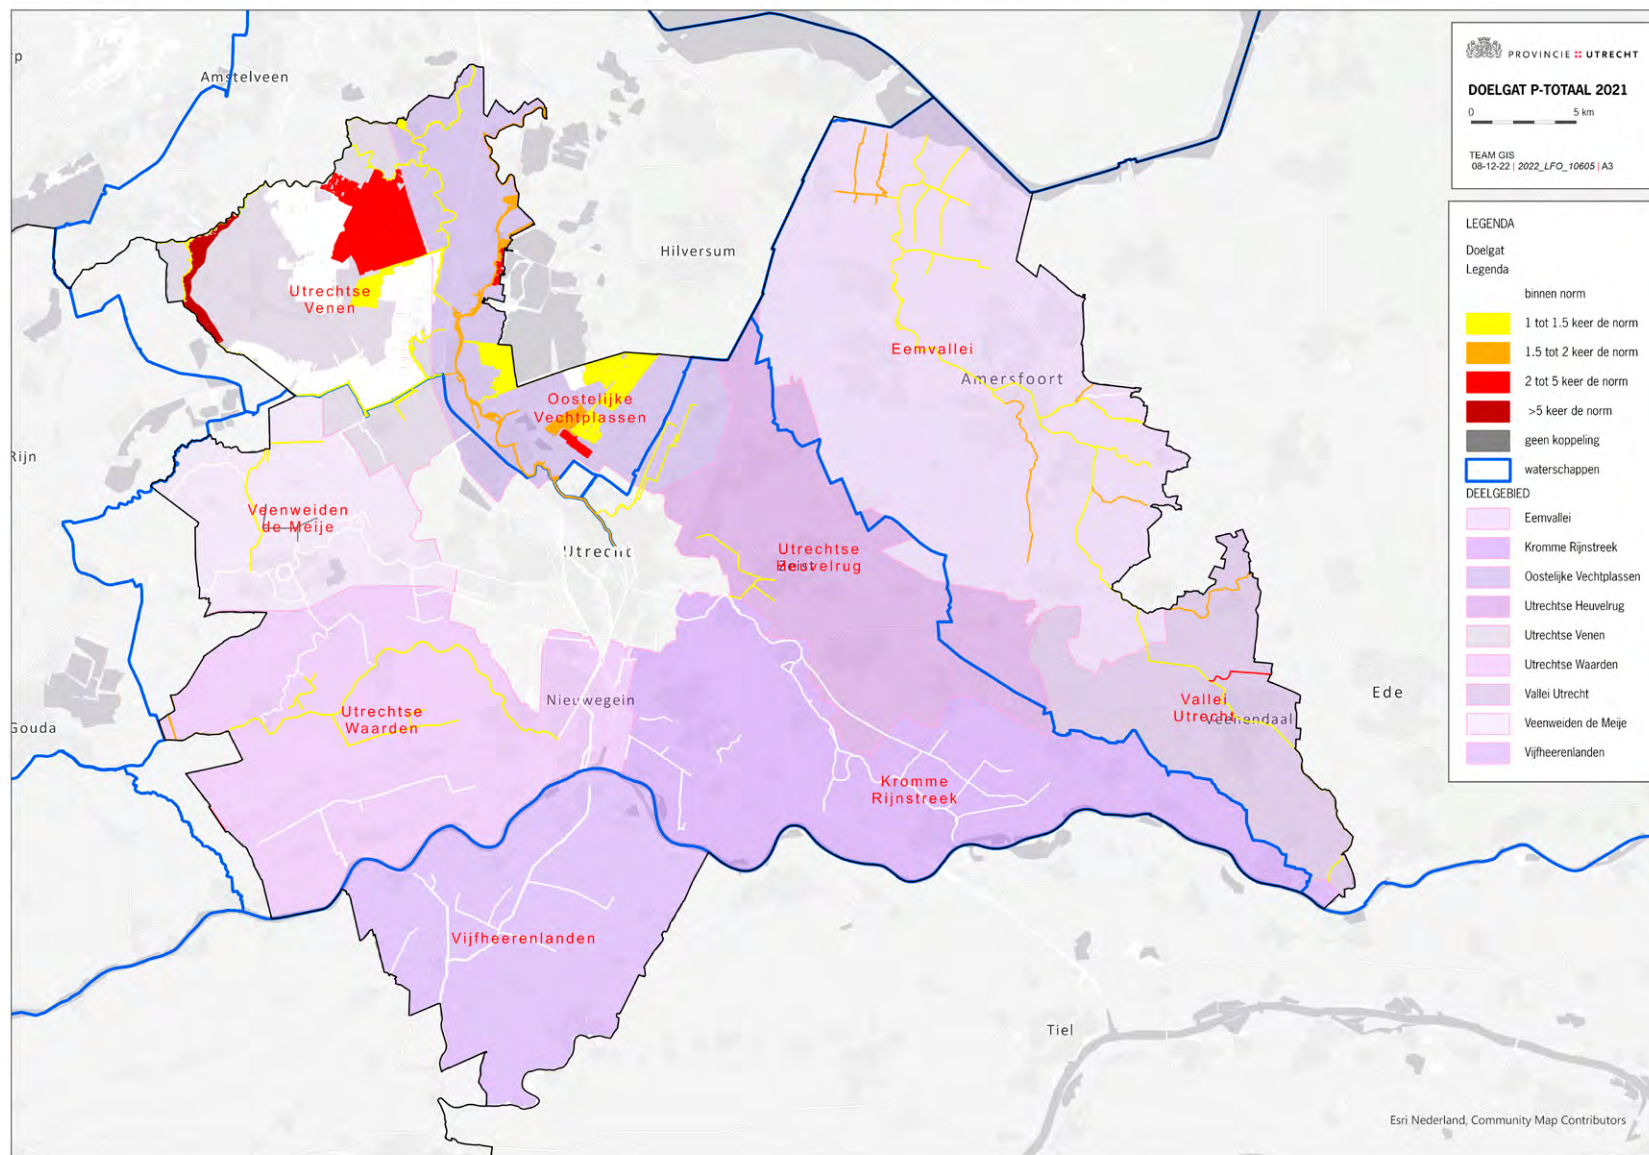 p
Amstelveen
Hilversum
Utrechtse
Venen
Eemvallei
Amersfoort
Oostelijke
Vechtplassen
Rijn
Veenweiden
de Meije
Utrecht
Utrechtse
Heuvelrug
Nieuwegein
Utrechtse
Waarden
Gouda
Ede
Vallei
Utrecht
Veenendaal
Kromme
Rijnstreek
Vijfheerenlanden
Tiel
PROVINCIE :: UTRECHT
DOELGAT P-TOTAAL 2021
0 5 km
TEAM GIS
08-12-22 | 2022_LFO_10605 | A3
LEGENDA
Doelgat
Legenda
binnen norm
1 tot 1.5 keer de norm
1.5 tot 2 keer de norm
2 tot 5 keer de norm
>5 keer de norm
geen koppeling
waterschappen
DEELGEBIED
Eemvallei
Kromme Rijnstreek
Oostelijke Vechtplassen
Utrechtse Heuvelrug
Utrechtse Venen
Utrechtse Waarden
Vallei Utrecht
Veenweiden de Meije
Vijfheerenlanden
Esri Nederland, Community Map Contributors